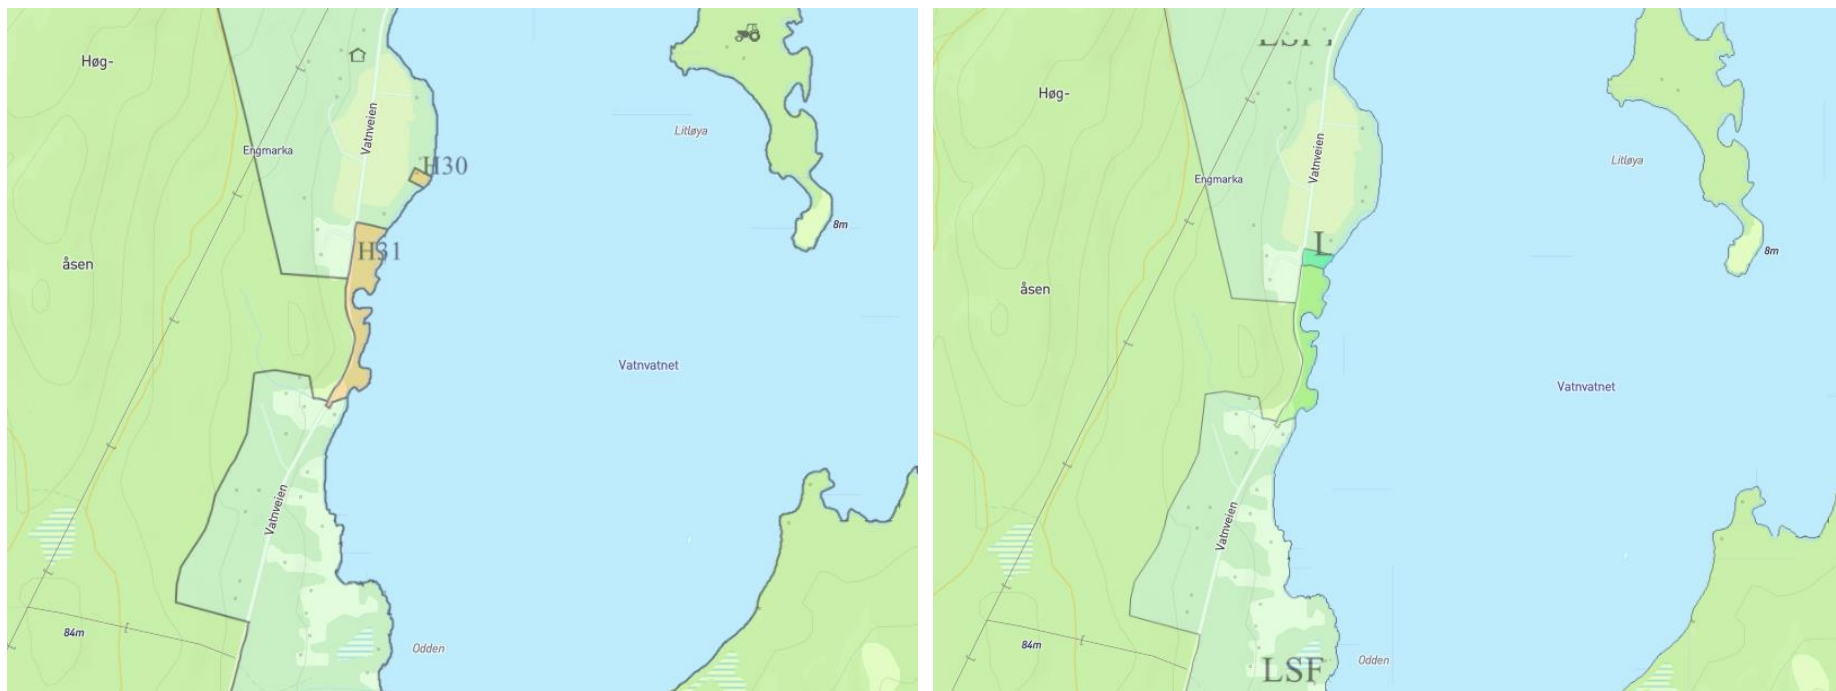 Høg-
Vatnveien
Litløya
Engmarka
H30
8m
H31
åsen
Vatnvatnet
Vatnveien
84m
Odden
Høg-
Vatnveien
Litløya
Engmarka
L
8m
åsen
Vatnvatnet
Vatnveien
84m
Odden
LSF